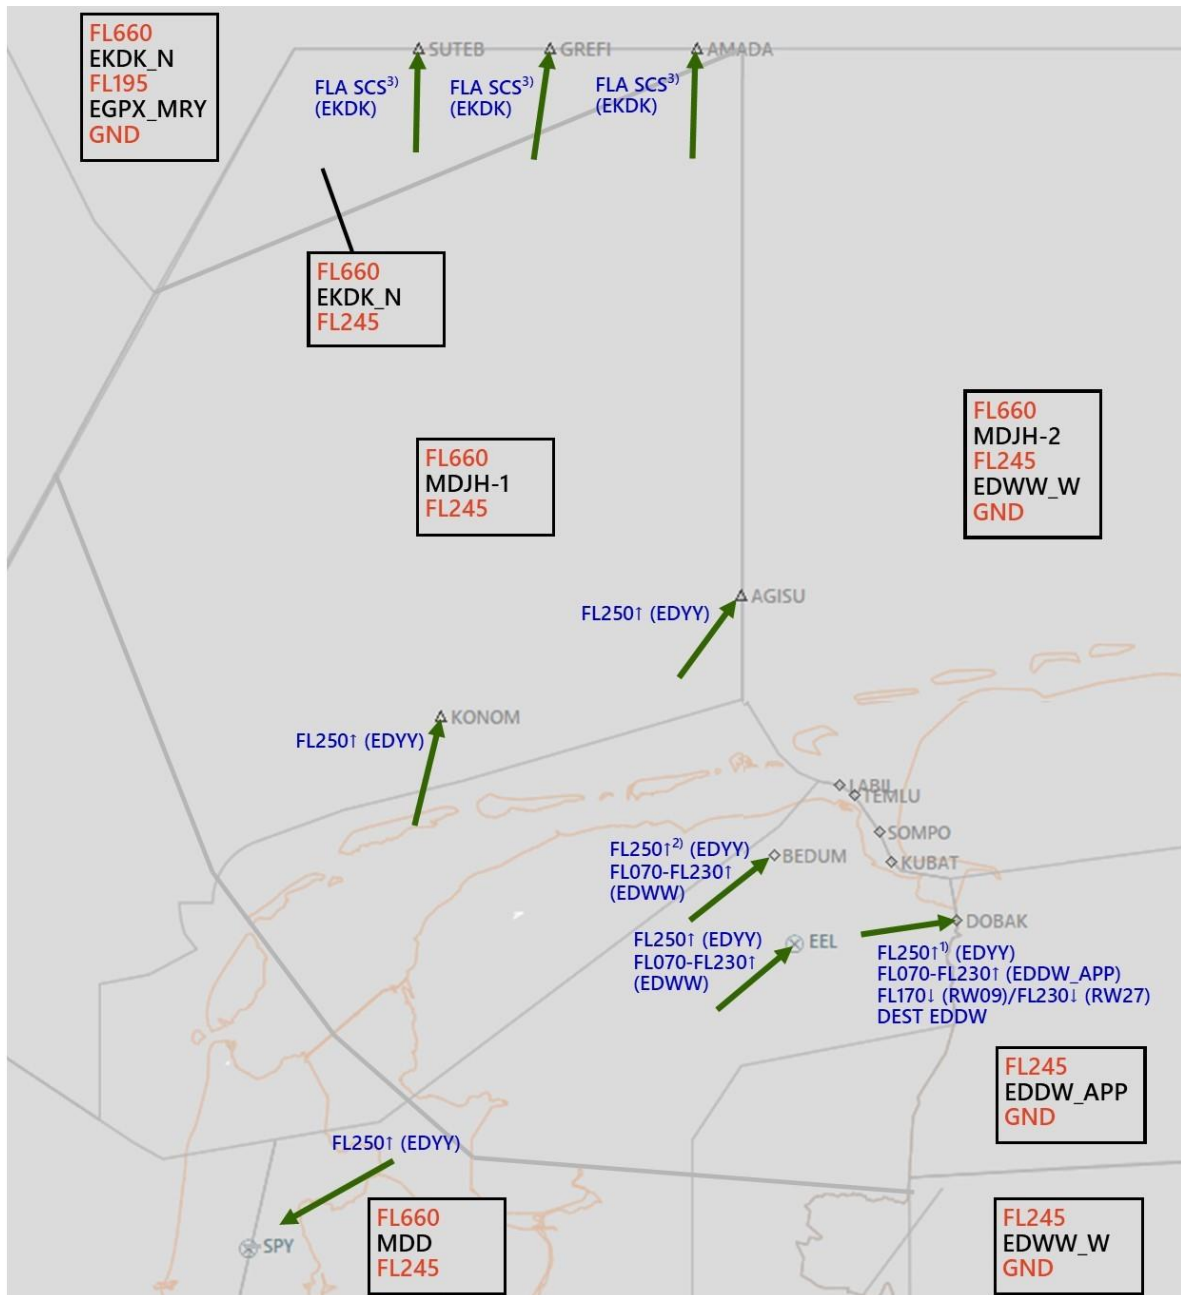 FL660
EKDK_N
FL195
EGPX_MRY
GND
SUTEB
GREFI
AMADA
FLA SCS³⁾
(EKDK)
FLA SCS³⁾
(EKDK)
FLA SCS³⁾
(EKDK)
FL660
EKDK_N
FL245
FL660
MDJH-1
FL245
FL660
MDJH-2
FL245
EDWW_W
GND
AGISU
FL250↑ (EDYY)
KONOM
FL250↑ (EDYY)
LABIL
TEMLU
SOMPO
KUBAT
FL250↑²⁾ (EDYY)
FL070-FL230↑
(EDWW)
BEDUM
FL250↑ (EDYY)
FL070-FL230↑
(EDWW)
EEL
DOBAK
FL250↑¹⁾ (EDYY)
FL070-FL230↑ (EDDW_APP)
FL170↓ (RW09)/FL230↓ (RW27)
DEST EDDW
FL245
EDDW_APP
GND
FL250↑ (EDYY)
SPY
FL660
MDD
FL245
FL245
EDWW_W
GND